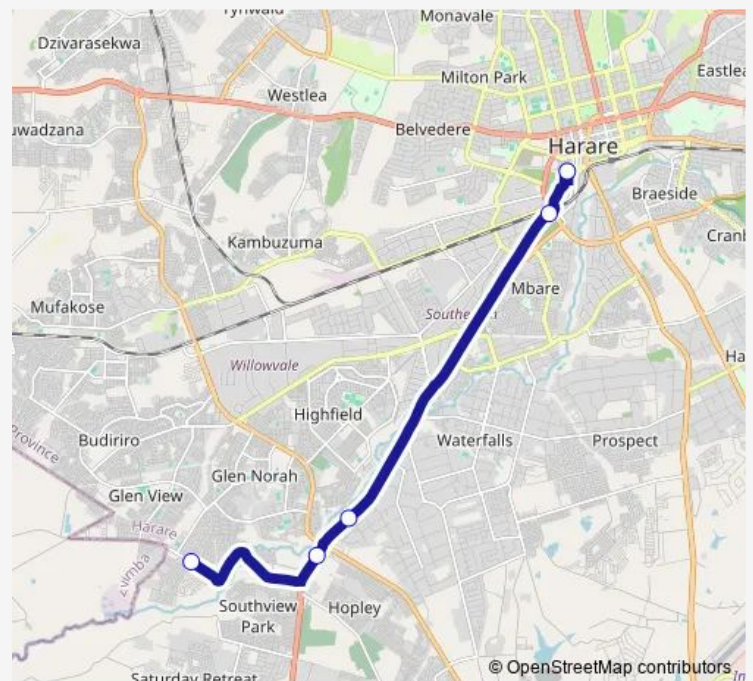 Tynwald
Monavale
Dzivarasekwa
Eastlea
Milton Park
Westlea
uwadzana
Belvedere
Harare
Braeside
Cranb
Kambuzuma
Mbare
Mufakose
Southe
n
Willowvale
Ha
Highfield
Budiriro
Waterfalls
Prospect
Province
Glen Norah
Glen View
Harare
Zvimba
Southview
Park
Hopley
Saturday Retreat
© OpenStreetMap contributors